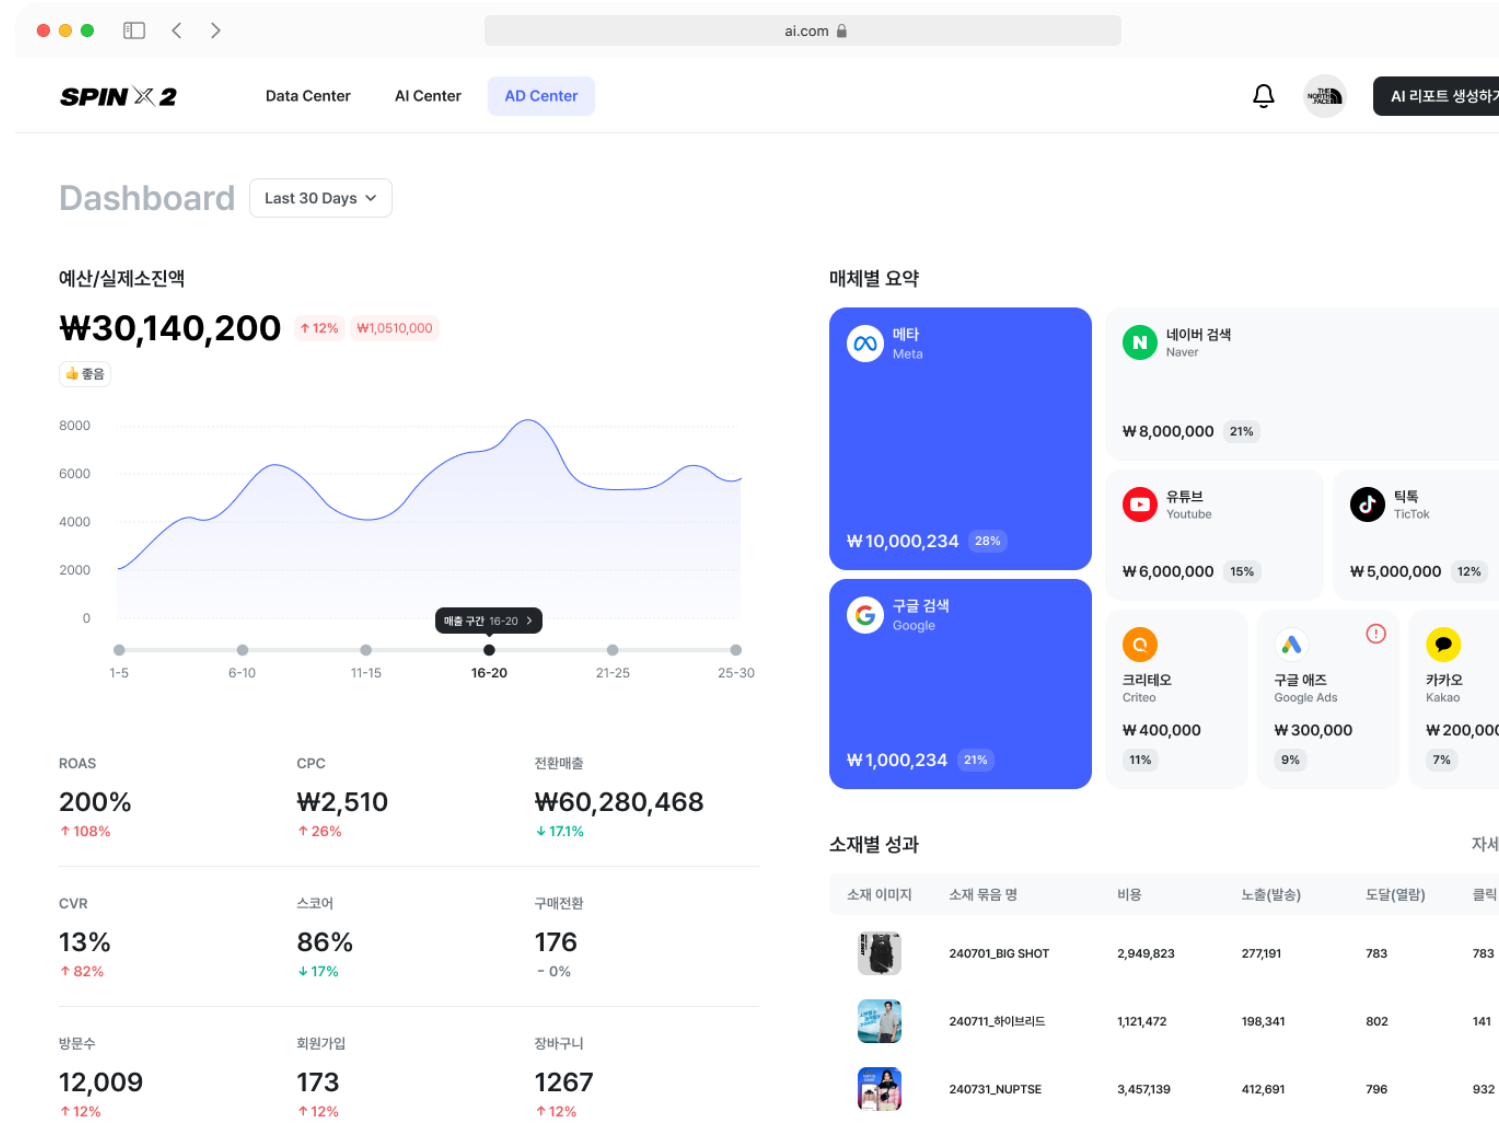 ai.com
SPIN X 2
Data Center
AI Center
AD Center
THE NORTH FACE
AI 리포트 생성하기
Dashboard
Last 30 Days
예산/실제소진액
₩30,140,200
↑ 12%
₩1,0510,000
👍 좋음
8000
6000
4000
2000
0
매출 구간 16-20 >
1-5
6-10
11-15
16-20
21-25
25-30
ROAS
200%
↑ 108%
CPC
₩2,510
↑ 26%
전환매출
₩60,280,468
↓ 17.1%
CVR
13%
↑ 82%
스코어
86%
↓ 17%
구매전환
176
- 0%
방문수
12,009
↑ 12%
회원가입
173
↑ 12%
장바구니
1267
↑ 12%
매체별 요약
메타
Meta
₩10,000,234
28%
네이버 검색
Naver
₩8,000,000
21%
유튜브
Youtube
₩6,000,000
15%
틱톡
TicTok
₩5,000,000
12%
구글 검색
Google
₩1,000,234
21%
크리테오
Criteo
₩400,000
11%
구글 애즈
Google Ads
₩300,000
9%
카카오
Kakao
₩200,000
7%
소재별 성과
자세
소재 이미지
소재 묶음 명
비용
노출(발송)
도달(열람)
클릭
240701_BIG SHOT
2,949,823
277,191
783
783
240711_하이브리드
1,121,472
198,341
802
141
240731_NUPTSE
3,457,139
412,691
796
932